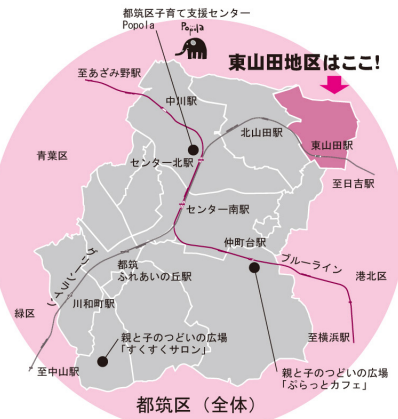 都筑区子育て支援センター
Popola
Popola
東山田地区はここ!
至あざみ野駅
中川駅
北山田駅
東山田駅
青葉区
センター北駅
至日吉駅
センター南駅
仲町台駅
ブルーライン
グリーンライン
都筑
ふれあいの丘駅
港北区
川和町駅
緑区
至横浜駅
親と子のつどいの広場
「すくすくサロン」
至中山駅
親と子のつどいの広場
「ぷらっとカフェ」
都筑区（全体）